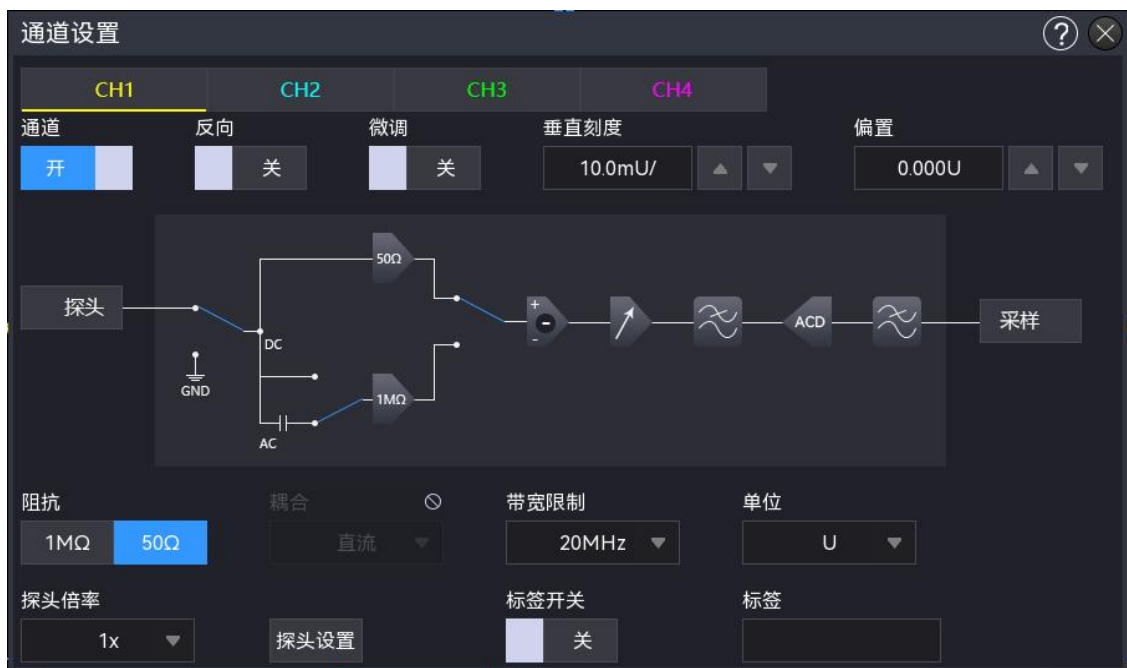 通道设置 ?
CH1 CH2 CH3 CH4
通道 反向 微调 垂直刻度 偏置
开 关 关 10.0mU/ 0.000U
50Ω
探头 + - - ACD 采样
DC
GND
1MΩ
AC
阻抗 耦合 带宽限制 单位
1MΩ 50Ω 直流 20MHz U
探头倍率 标签开关 标签
1x 探头设置 关